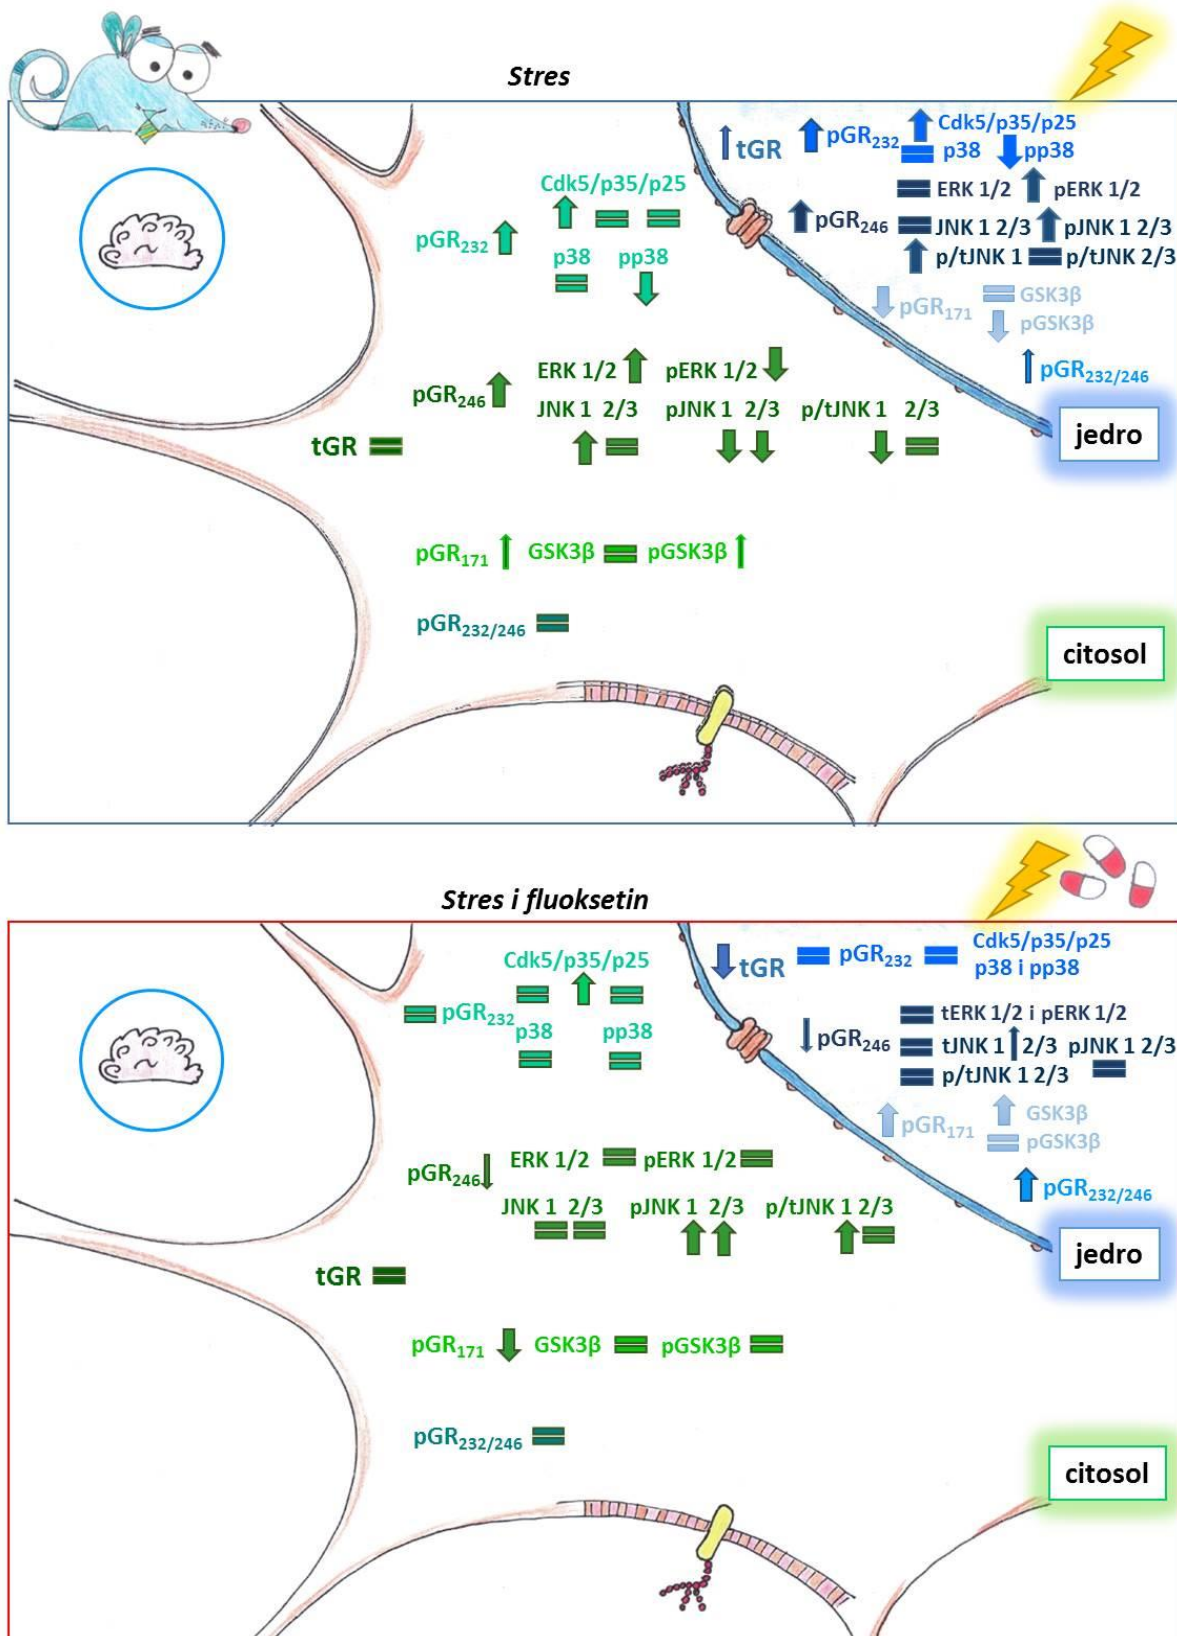 Stres
tGR pGR232 Cdk5/p35/p25
p38 pp38
ERK 1/2 pERK 1/2
pGR246 JNK 1 2/3 pJNK 1 2/3
p/tJNK 1 p/tJNK 2/3
pGR171 GSK3β
pGSK3β
pGR232/246
jedro
Cdk5/p35/p25
pGR232
p38 pp38
ERK 1/2 pERK 1/2
pGR246
JNK 1 2/3 pJNK 1 2/3 p/tJNK 1 2/3
tGR
pGR171 GSK3β pGSK3β
pGR232/246
citosol
Stres i fluoksetin
tGR pGR232 Cdk5/p35/p25
p38 i pp38
tERK 1/2 i pERK 1/2
pGR246 tJNK 1 2/3 pJNK 1 2/3
p/tJNK 1 2/3
pGR171 GSK3β
pGSK3β
pGR232/246
jedro
Cdk5/p35/p25
pGR232
p38 pp38
ERK 1/2 pERK 1/2
pGR246
JNK 1 2/3 pJNK 1 2/3 p/tJNK 1 2/3
tGR
pGR171 GSK3β pGSK3β
pGR232/246
citosol